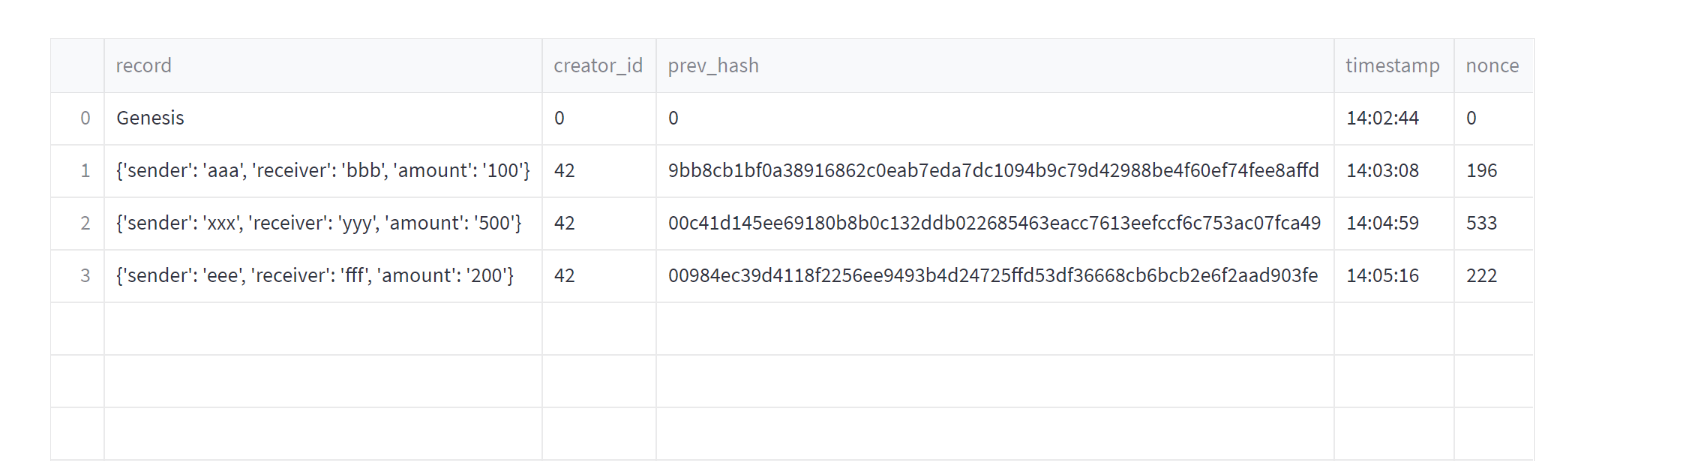 record creator_id prev_hash timestamp nonce
0 Genesis 0 0 14:02:44 0
1 {'sender': 'aaa', 'receiver': 'bbb', 'amount': '100'} 42 9bb8cb1bf0a38916862c0eab7eda7dc1094b9c79d42988be4f60ef74fee8affd 14:03:08 196
2 {'sender': 'xxx', 'receiver': 'yyy', 'amount': '500'} 42 00c41d145ee69180b8b0c132ddb022685463eacc7613eefccf6c753ac07fca49 14:04:59 533
3 {'sender': 'eee', 'receiver': 'fff', 'amount': '200'} 42 00984ec39d4118f2256ee9493b4d24725ffd53df36668cb6bcb2e6f2aad903fe 14:05:16 222